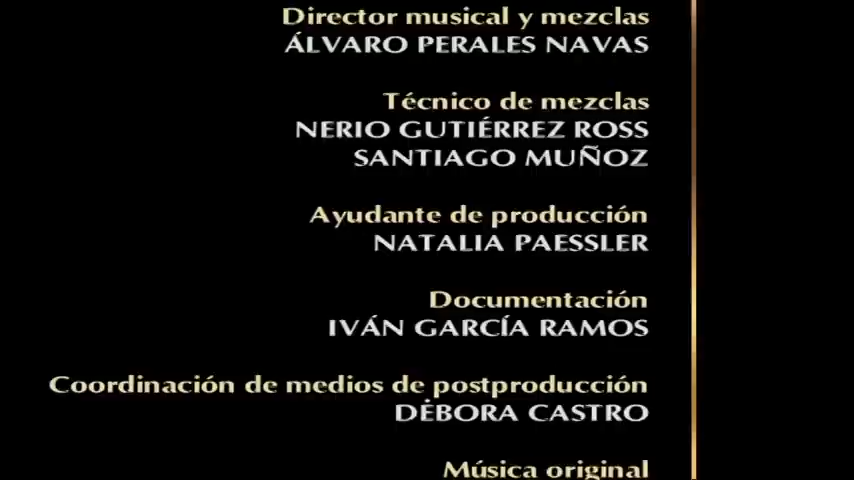 Director musical y mezclas
ÁLVARO PERALES NAVAS
Técnico de mezclas
NERIO GUTIÉRREZ ROSS
SANTIAGO MUÑOZ
Ayudante de producción
NATALIA PAESSLER
Documentación
IVÁN GARCÍA RAMOS
Coordinación de medios de postproducción
DÉBORA CASTRO
Música original